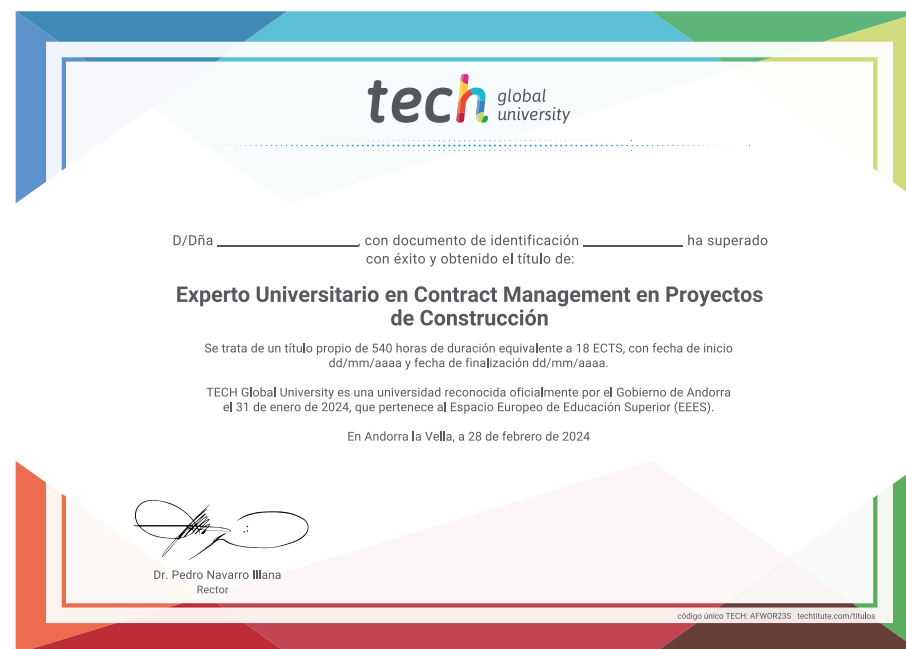 tech global university
D/Dña ____________________, con documento de identificación ______________ ha superado
con éxito y obtenido el título de:
Experto Universitario en Contract Management en Proyectos
de Construcción
Se trata de un título propio de 540 horas de duración equivalente a 18 ECTS, con fecha de inicio
dd/mm/aaaa y fecha de finalización dd/mm/aaaa.
TECH Global University es una universidad reconocida oficialmente por el Gobierno de Andorra
el 31 de enero de 2024, que pertenece al Espacio Europeo de Educación Superior (EEES).
En Andorra la Vella, a 28 de febrero de 2024
Dr. Pedro Navarro Illana
Rector
código único TECH: AFWOR23S techtitute.com/titulos